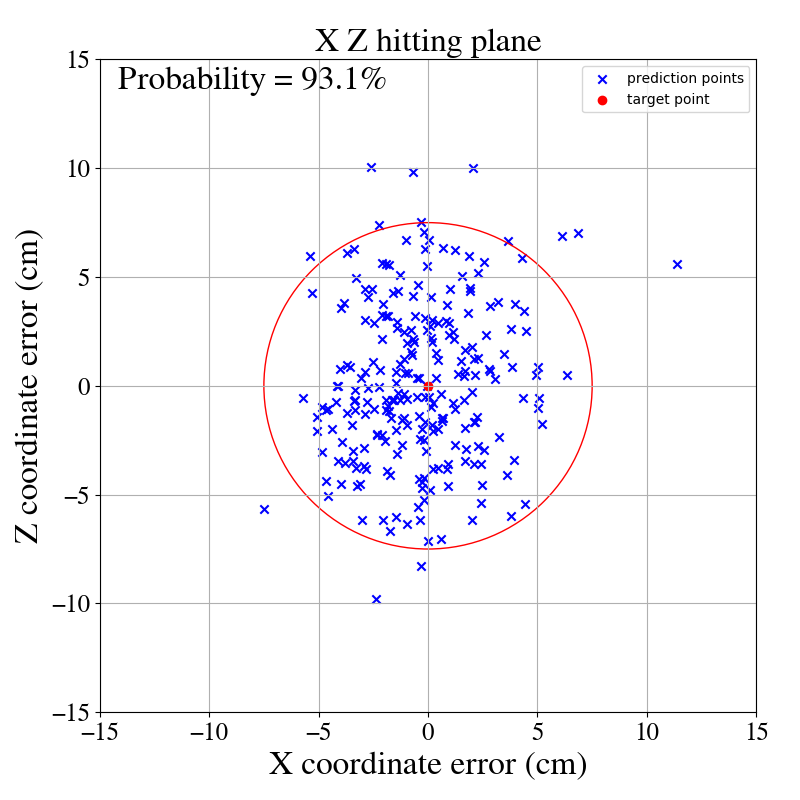 X Z hitting plane
Probability = 93.1%
prediction points
target point
Z coordinate error (cm)
15
10
5
0
−5
−10
−15
−15 −10 −5 0 5 10 15
X coordinate error (cm)